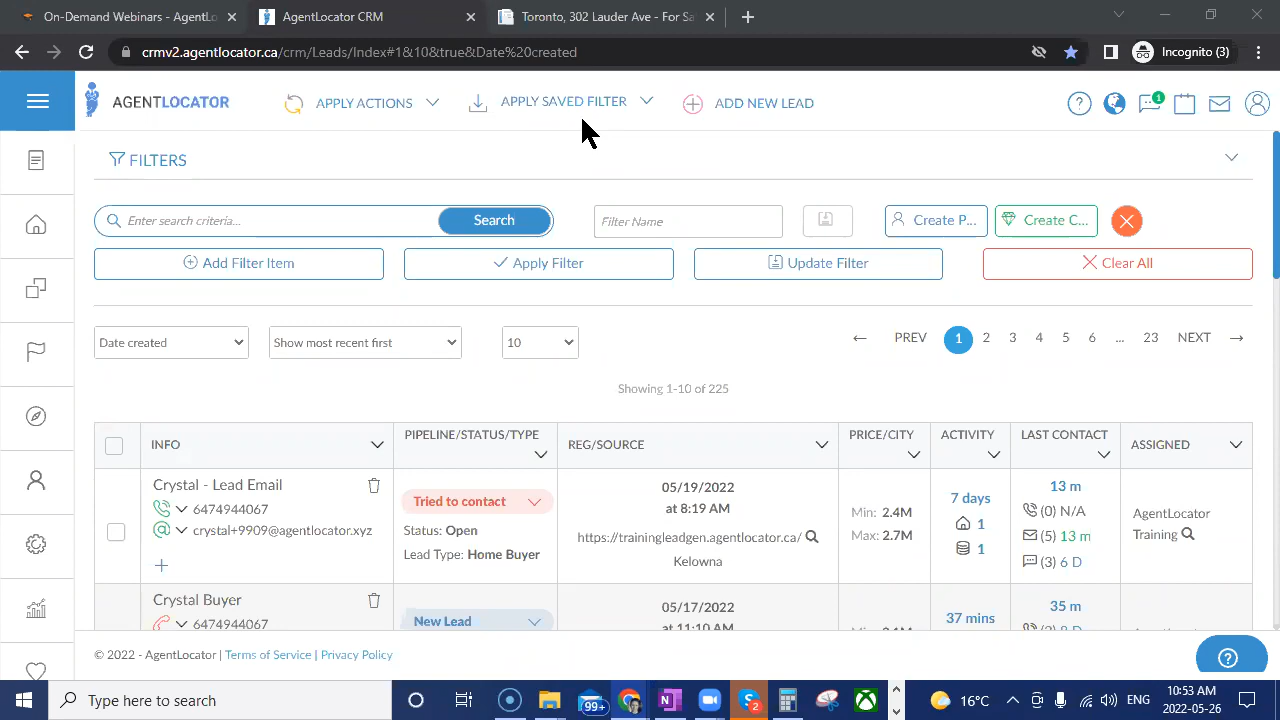 On-Demand Webinars - AgentLo
AgentLocator CRM
Toronto, 302 Lauder Ave - For Sa
crmv2.agentlocator.ca/crm/Leads/Index#1&10&true&Date%20created
Incognito (3)
AGENTLOCATOR
APPLY ACTIONS
APPLY SAVED FILTER
ADD NEW LEAD
1
FILTERS
Enter search criteria...
Search
Filter Name
Create P...
Create C...
Add Filter Item
Apply Filter
Update Filter
Clear All
Date created
Show most recent first
10
← PREV 1 2 3 4 5 6 ... 23 NEXT →
Showing 1-10 of 225
INFO
PIPELINE/STATUS/TYPE
REG/SOURCE
PRICE/CITY
ACTIVITY
LAST CONTACT
ASSIGNED
Crystal - Lead Email
6474944067
crystal+9909@agentlocator.xyz
Tried to contact
Status: Open
Lead Type: Home Buyer
05/19/2022
at 8:19 AM
https://trainingleadgen.agentlocator.ca/
Kelowna
Min: 2.4M
Max: 2.7M
7 days
1
1
13 m
(0) N/A
(5) 13 m
(3) 6 D
AgentLocator
Training
Crystal Buyer
6474944067
New Lead
05/17/2022
at 11:10 AM
37 mins
35 m
© 2022 - AgentLocator | Terms of Service | Privacy Policy
Type here to search
99+
2
16°C
ENG
10:53 AM
2022-05-26